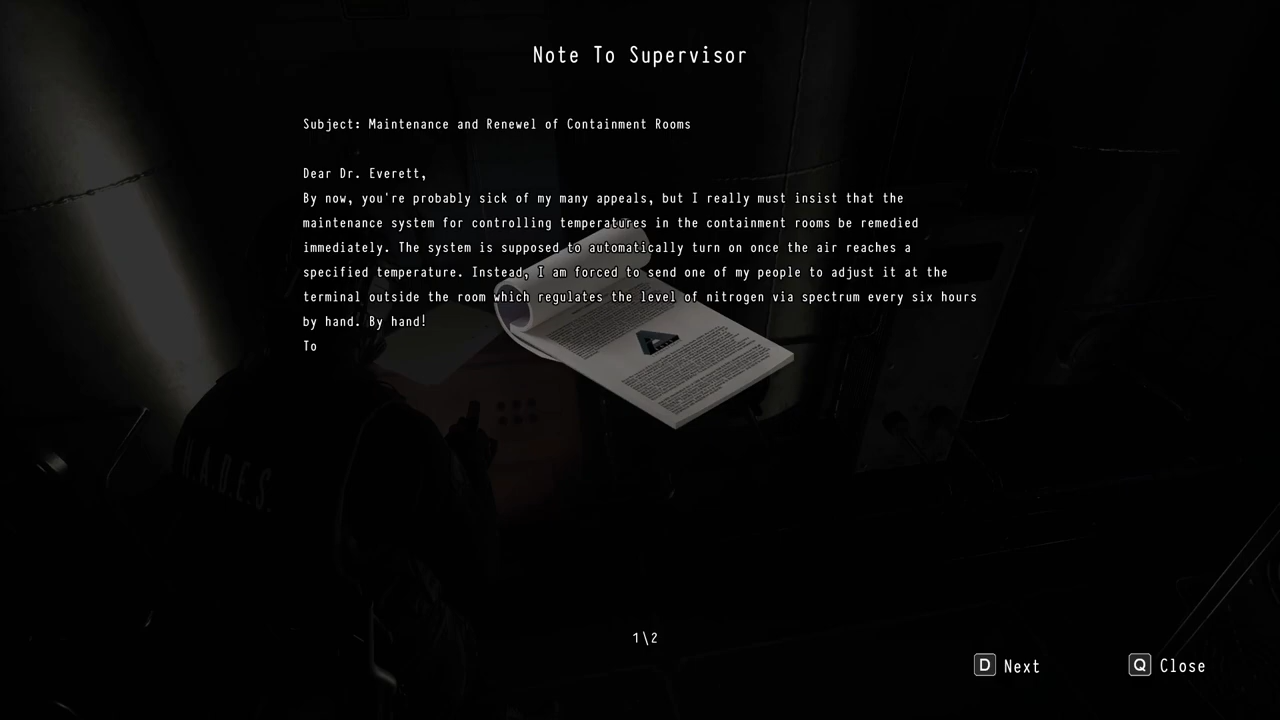 Note To Supervisor
Subject: Maintenance and Renewel of Containment Rooms
Dear Dr. Everett,
By now, you're probably sick of my many appeals, but I really must insist that the
maintenance system for controlling temperatures in the containment rooms be remedied
immediately. The system is supposed to automatically turn on once the air reaches a
specified temperature. Instead, I am forced to send one of my people to adjust it at the
terminal outside the room which regulates the level of nitrogen via spectrum every six hours
by hand. By hand!
To
H.A.D.E.S.
1\2
D Next
Q Close